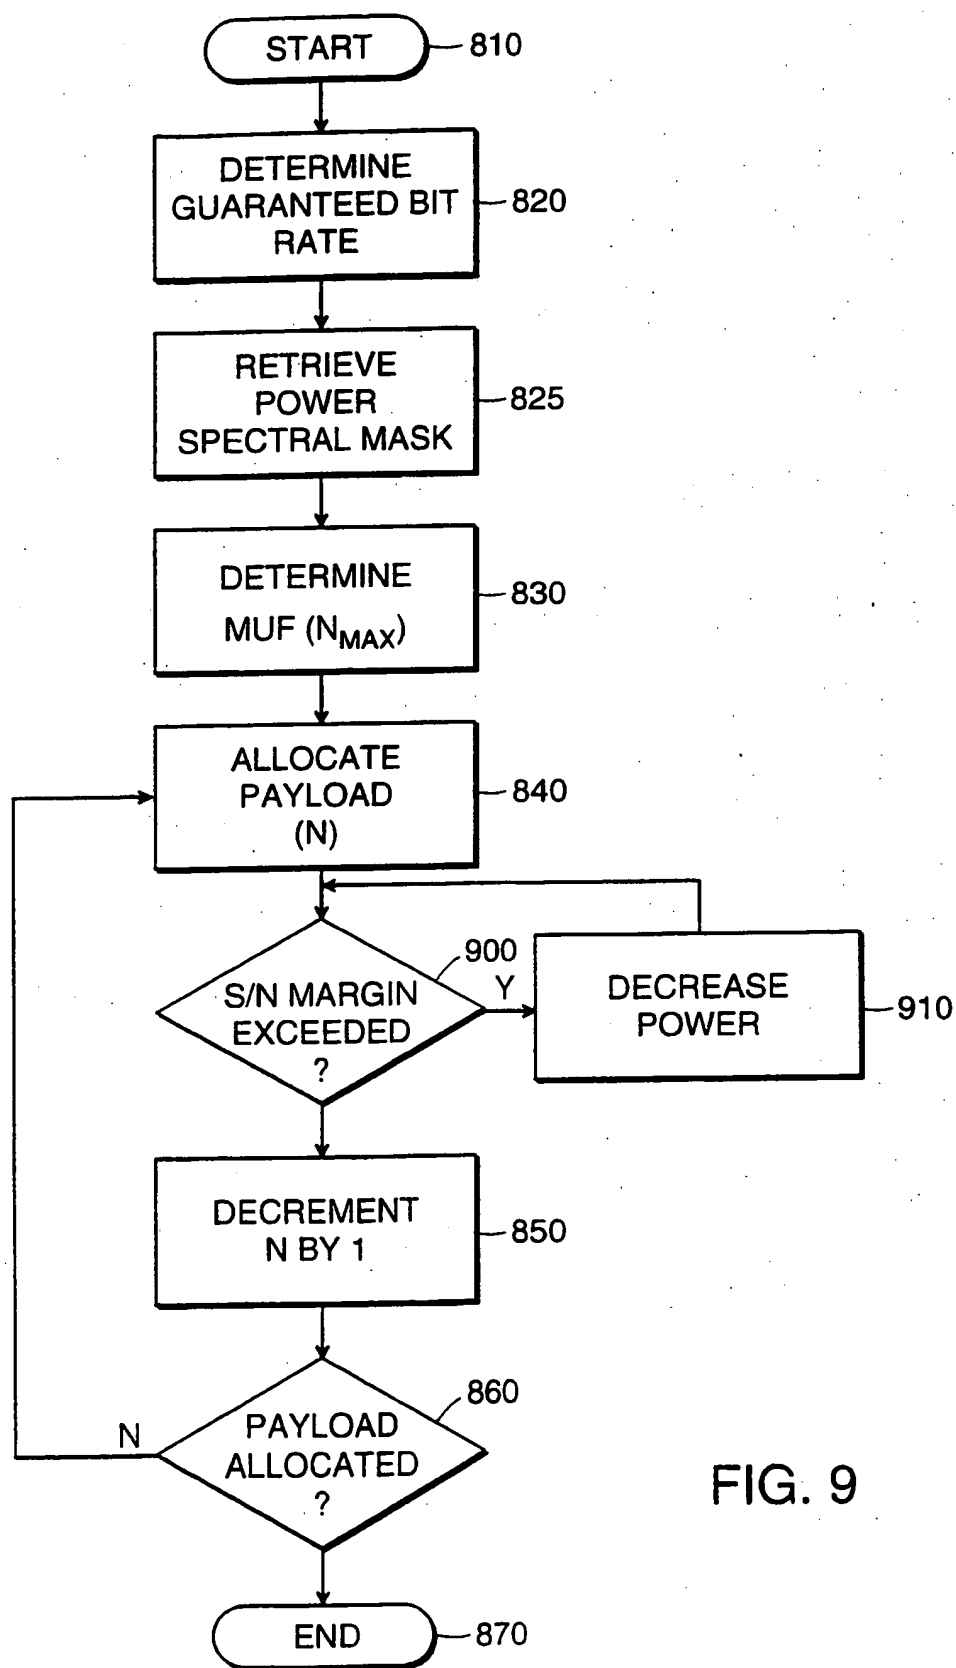 START
810
DETERMINE
GUARANTEED BIT
RATE
820
RETRIEVE
POWER
SPECTRAL MASK
825
DETERMINE
MUF (NMAX)
830
ALLOCATE
PAYLOAD
(N)
840
900
S/N MARGIN
EXCEEDED
?
Y
DECREASE
POWER
910
DECREMENT
N BY 1
850
860
N
PAYLOAD
ALLOCATED
?
FIG. 9
END
870